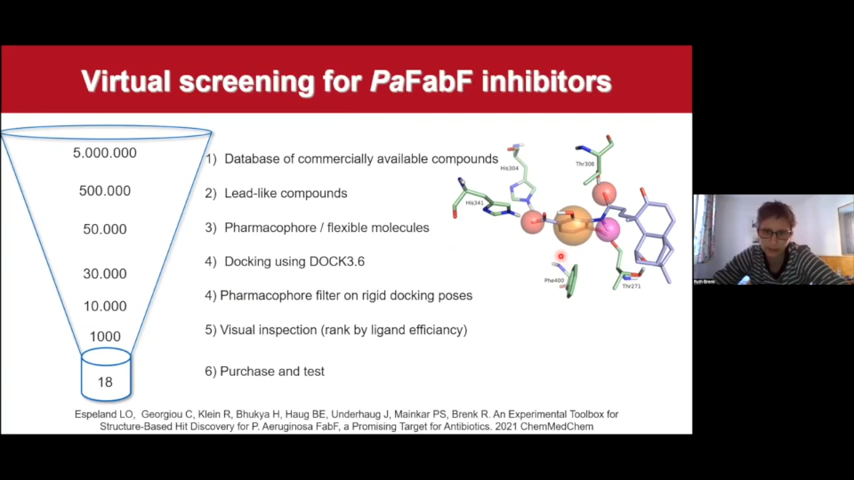 Virtual screening for PaFabF inhibitors
5.000.000
1) Database of commercially available compounds
500.000
2) Lead-like compounds
50.000
3) Pharmacophore / flexible molecules
4) Docking using DOCK3.6
30.000
4) Pharmacophore filter on rigid docking poses
10.000
5) Visual inspection (rank by ligand efficiancy)
1000
6) Purchase and test
18
His304
Thr308
His341
Phe400
Thr271
Espeland LO, Georgiou C, Klein R, Bhukya H, Haug BE, Underhaug J, Mainkar PS, Brenk R. An Experimental Toolbox for
Structure-Based Hit Discovery for P. Aeruginosa FabF, a Promising Target for Antibiotics. 2021 ChemMedChem
Ruth Brenk